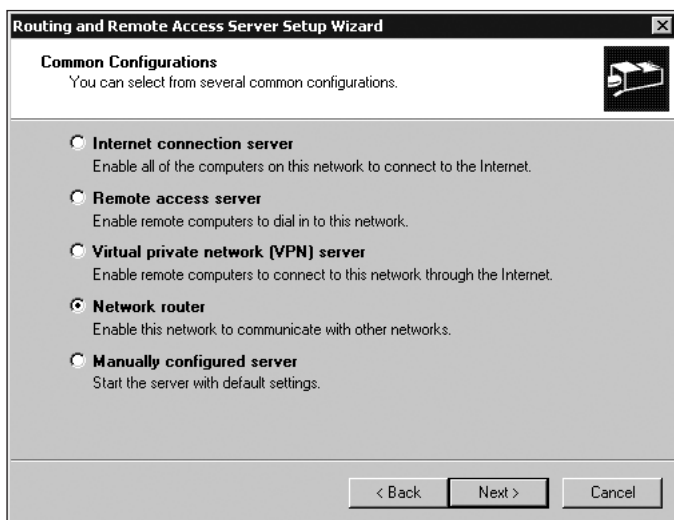 Routing and Remote Access Server Setup Wizard
Common Configurations
You can select from several common configurations.
Internet connection server
Enable all of the computers on this network to connect to the Internet.
Remote access server
Enable remote computers to dial in to this network.
Virtual private network (VPN) server
Enable remote computers to connect to this network through the Internet.
Network router
Enable this network to communicate with other networks.
Manually configured server
Start the server with default settings.
< Back Next > Cancel